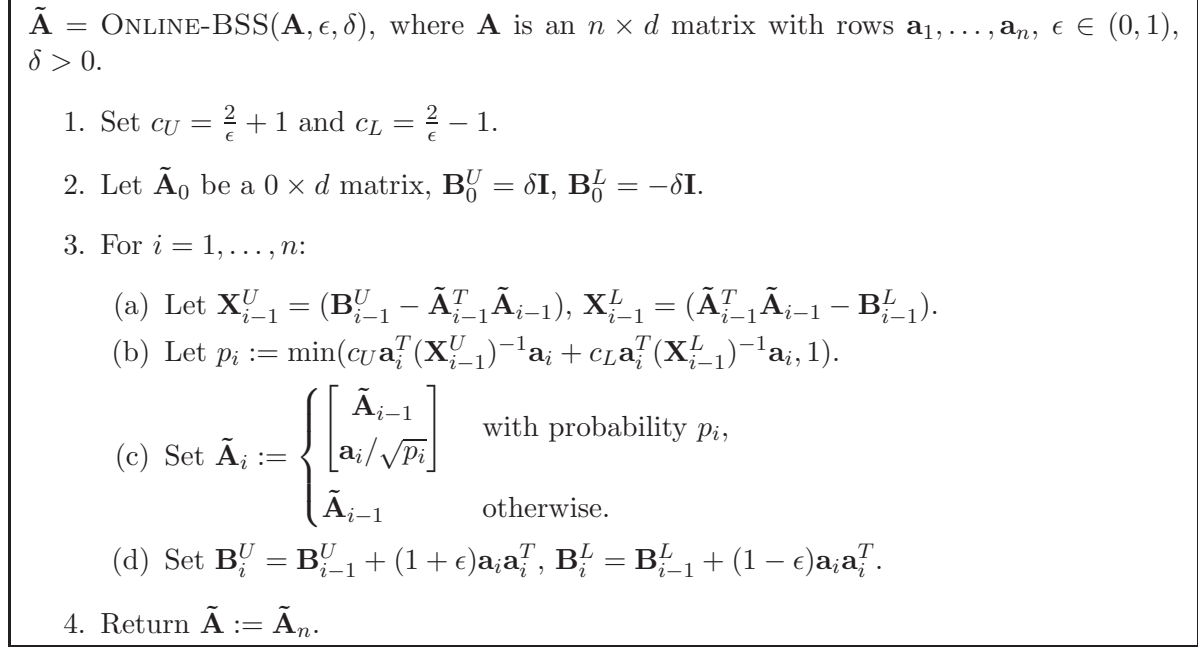 Ã = ONLINE-BSS(A, ϵ, δ), where A is an n × d matrix with rows a₁, . . . , aₙ, ϵ ∈ (0, 1),
δ > 0.
1. Set c_U = 2/ϵ + 1 and c_L = 2/ϵ − 1.
2. Let Ã₀ be a 0 × d matrix, B₀^U = δI, B₀^L = −δI.
3. For i = 1, . . . , n:
(a) Let X_{i−1}^U = (B_{i−1}^U − Ã_{i−1}^T Ã_{i−1}), X_{i−1}^L = (Ã_{i−1}^T Ã_{i−1} − B_{i−1}^L).
(b) Let p_i := min(c_U a_i^T (X_{i−1}^U)^{−1} a_i + c_L a_i^T (X_{i−1}^L)^{−1} a_i, 1).
(c) Set Ã_i := { [Ã_{i−1} ; a_i/√p_i] with probability p_i,
Ã_{i−1} otherwise.
(d) Set B_i^U = B_{i−1}^U + (1 + ϵ)a_i a_i^T, B_i^L = B_{i−1}^L + (1 − ϵ)a_i a_i^T.
4. Return Ã := Ã_n.